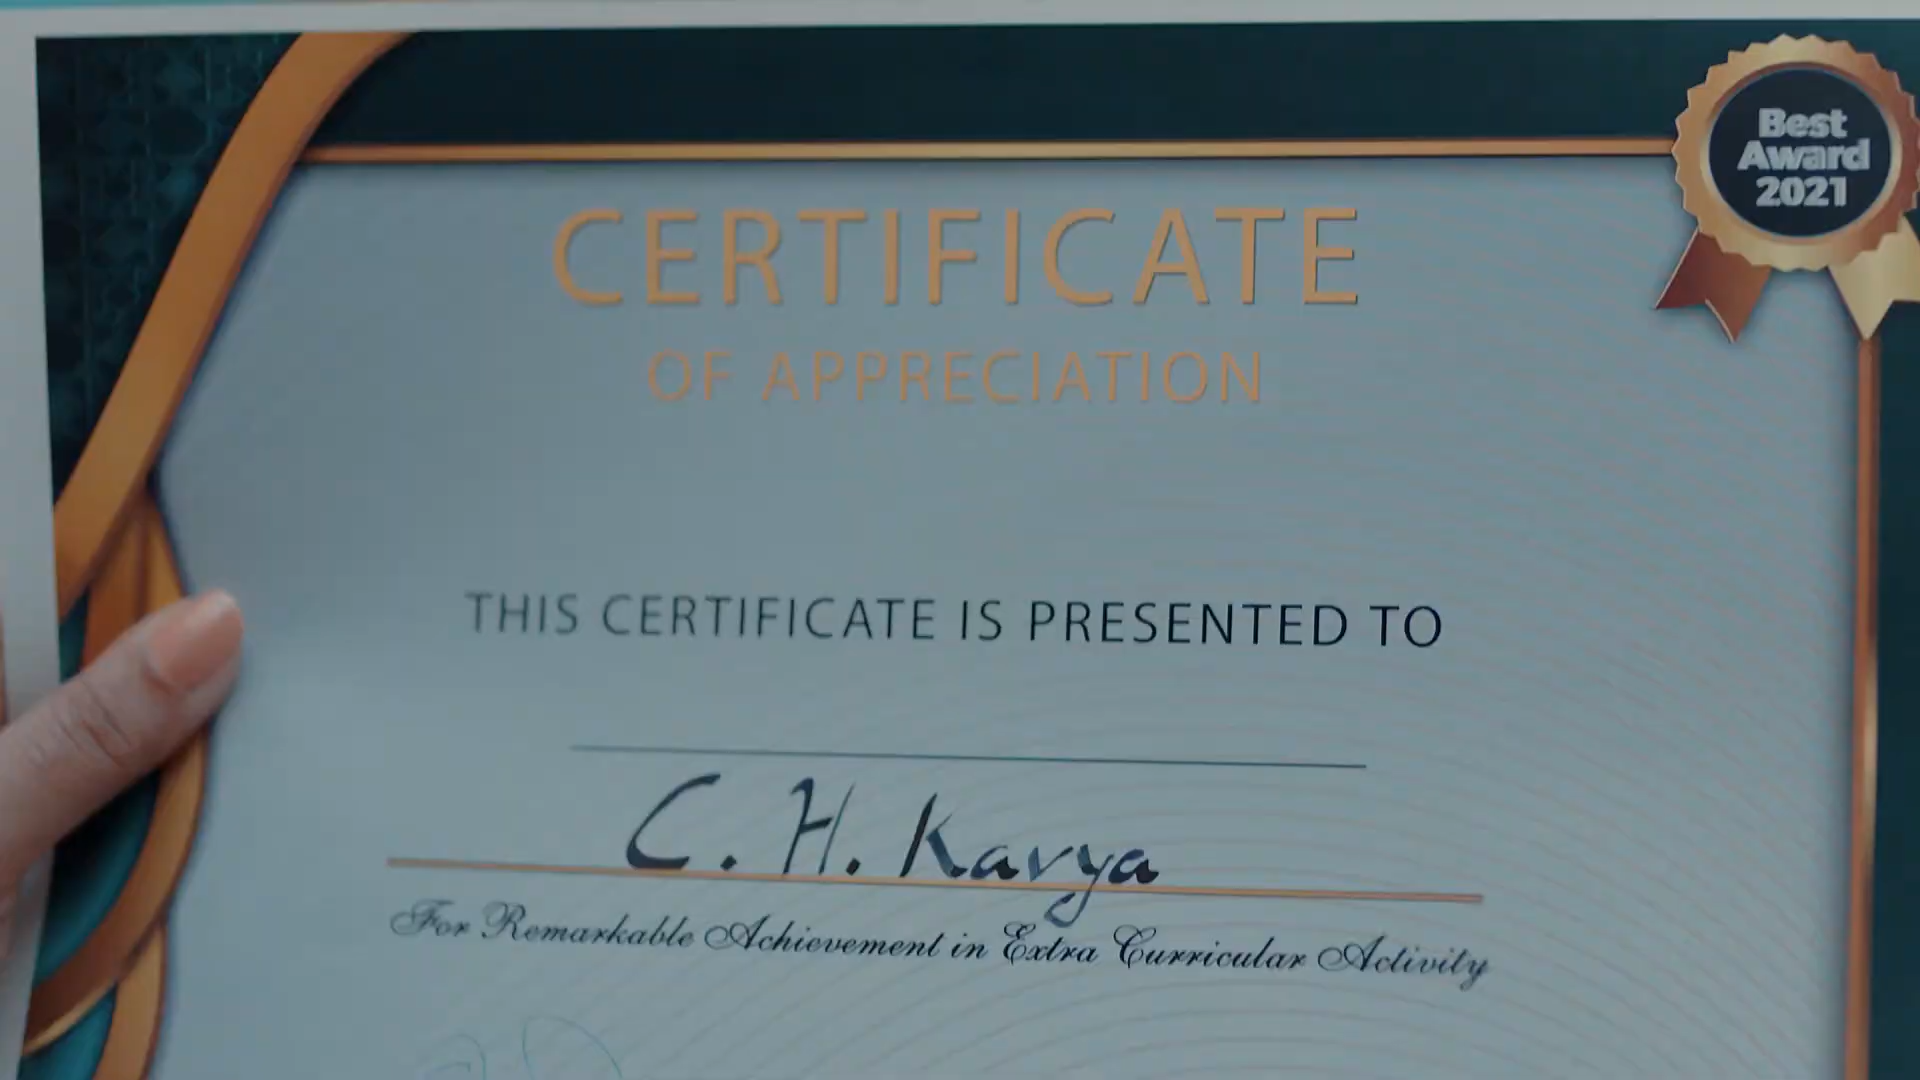 Best
Award
2021
CERTIFICATE
OF APPRECIATION
THIS CERTIFICATE IS PRESENTED TO
C. H. Kavya
For Remarkable Achievement in Extra Curricular Activity